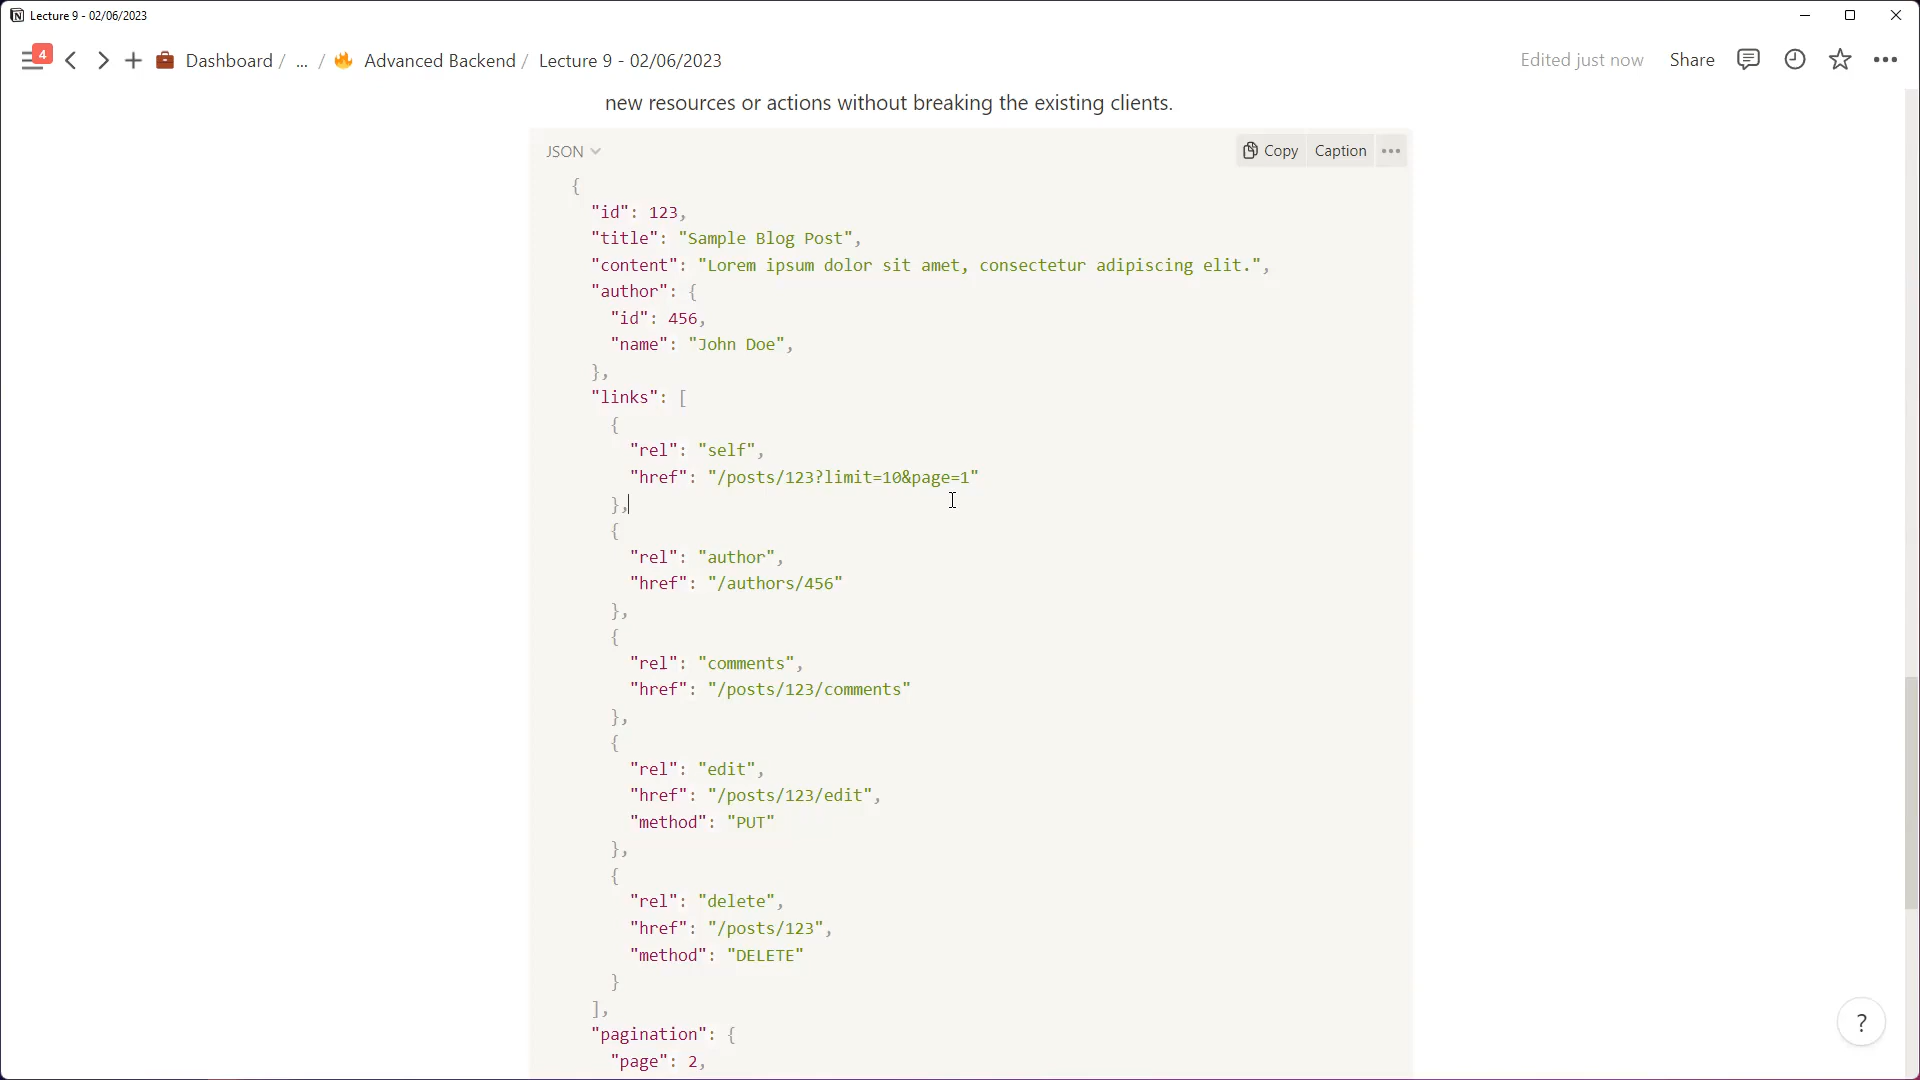 Lecture 9 - 02/06/2023
4
Dashboard / ... / Advanced Backend / Lecture 9 - 02/06/2023
Edited just now Share
new resources or actions without breaking the existing clients.
JSON
Copy Caption
{
"id": 123,
"title": "Sample Blog Post",
"content": "Lorem ipsum dolor sit amet, consectetur adipiscing elit.",
"author": {
"id": 456,
"name": "John Doe",
},
"links": [
{
"rel": "self",
"href": "/posts/123?limit=10&page=1"
},
{
"rel": "author",
"href": "/authors/456"
},
{
"rel": "comments",
"href": "/posts/123/comments"
},
{
"rel": "edit",
"href": "/posts/123/edit",
"method": "PUT"
},
{
"rel": "delete",
"href": "/posts/123",
"method": "DELETE"
}
],
"pagination": {
"page": 2,
?